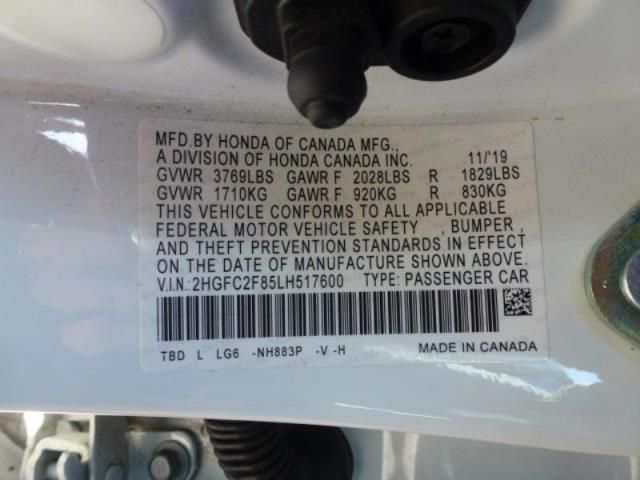 MFD.BY HONDA OF CANADA MFG.,
A DIVISION OF HONDA CANADA INC. 11/'19
GVWR 3769LBS GAWR F 2028LBS R 1829LBS
GVWR 1710KG GAWR F 920KG R 830KG
THIS VEHICLE CONFORMS TO ALL APPLICABLE
FEDERAL MOTOR VEHICLE SAFETY , BUMPER ,
AND THEFT PREVENTION STANDARDS IN EFFECT
ON THE DATE OF MANUFACTURE SHOWN ABOVE.
V.I.N.: 2HGFC2F85LH517600 TYPE: PASSENGER CAR
TBD L LG6 -NH883P -V -H MADE IN CANADA